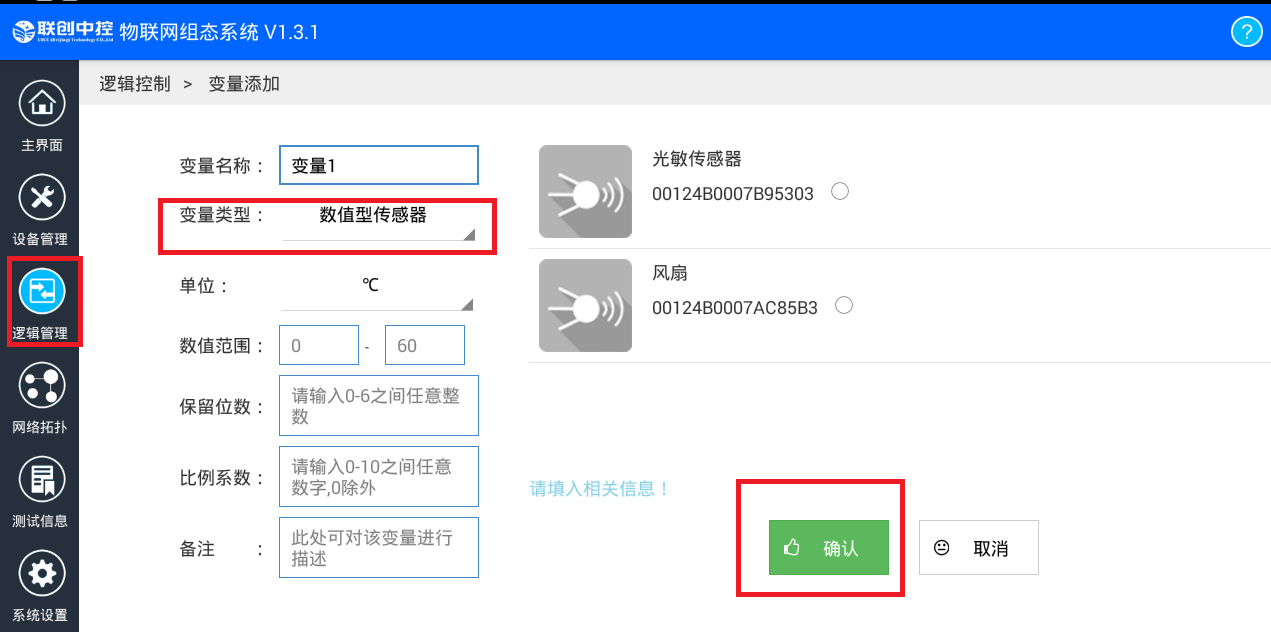 联创中控 物联网组态系统 V1.3.1
?
逻辑控制 > 变量添加
主界面
设备管理
逻辑管理
网络拓扑
测试信息
系统设置
变量名称： 变量1
变量类型： 数值型传感器
单位： ℃
数值范围： 0 - 60
保留位数： 请输入0-6之间任意整
数
比例系数： 请输入0-10之间任意
数字,0除外
备注 ： 此处可对该变量进行
描述
光敏传感器
00124B0007B95303
风扇
00124B0007AC85B3
请填入相关信息！
确认
取消